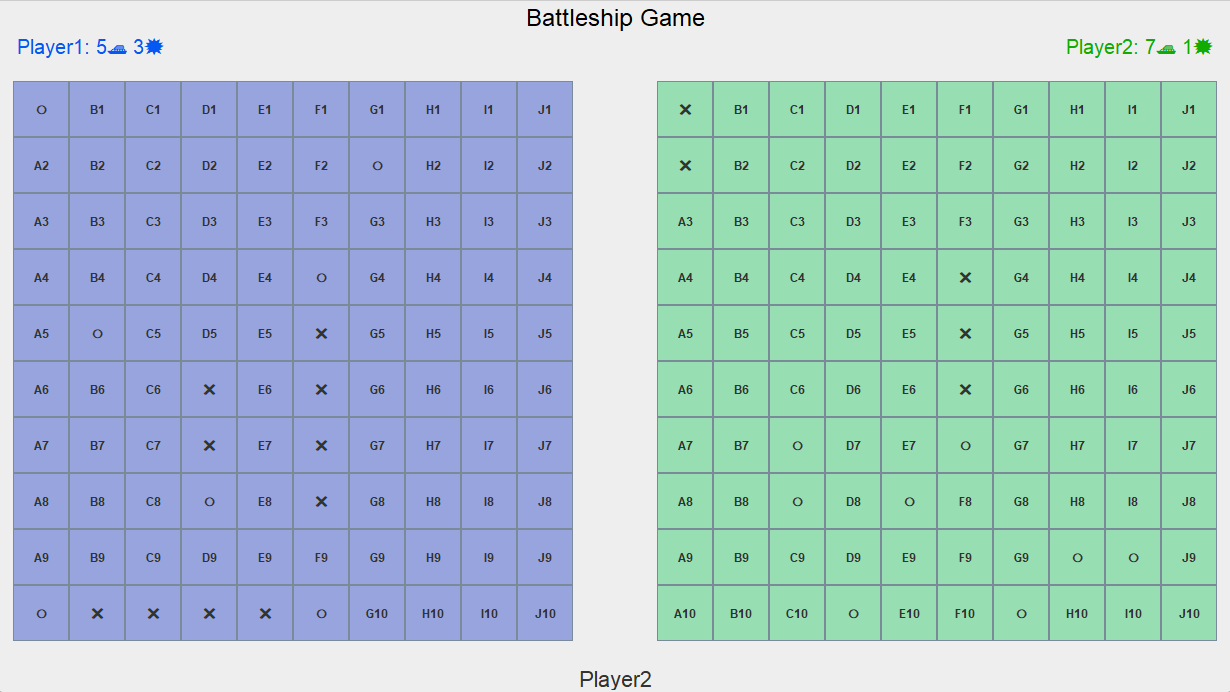 Battleship Game
Player1: 5 3
Player2: 7 1
O B1 C1 D1 E1 F1 G1 H1 I1 J1
✕ B1 C1 D1 E1 F1 G1 H1 I1 J1
A2 B2 C2 D2 E2 F2 O H2 I2 J2
✕ B2 C2 D2 E2 F2 G2 H2 I2 J2
A3 B3 C3 D3 E3 F3 G3 H3 I3 J3
A3 B3 C3 D3 E3 F3 G3 H3 I3 J3
A4 B4 C4 D4 E4 O G4 H4 I4 J4
A4 B4 C4 D4 E4 ✕ G4 H4 I4 J4
A5 O C5 D5 E5 ✕ G5 H5 I5 J5
A5 B5 C5 D5 E5 ✕ G5 H5 I5 J5
A6 B6 C6 ✕ E6 ✕ G6 H6 I6 J6
A6 B6 C6 D6 E6 ✕ G6 H6 I6 J6
A7 B7 C7 ✕ E7 ✕ G7 H7 I7 J7
A7 B7 O D7 E7 O G7 H7 I7 J7
A8 B8 C8 O E8 ✕ G8 H8 I8 J8
A8 B8 O D8 O F8 G8 H8 I8 J8
A9 B9 C9 D9 E9 F9 G9 H9 I9 J9
A9 B9 C9 D9 E9 F9 G9 O O J9
O ✕ ✕ ✕ ✕ O G10 H10 I10 J10
A10 B10 C10 O E10 F10 O H10 I10 J10
Player2